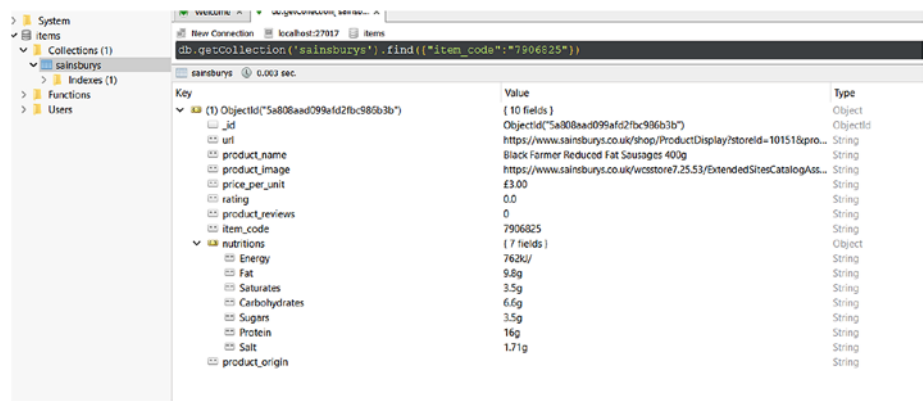 System
items
Collections (1)
sainsburys
Indexes (1)
Functions
Users
Welcome × db.getCollection('sainsb... ×
New Connection localhost:27017 items
db.getCollection('sainsburys').find({"item_code":"7906825"})
sainsburys 0.003 sec.
Key Value Type
(1) ObjectId("5a808aad099afd2fbc986b3b") { 10 fields } Object
_id ObjectId("5a808aad099afd2fbc986b3b") ObjectId
url https://www.sainsburys.co.uk/shop/ProductDisplay?storeId=10151&pro... String
product_name Black Farmer Reduced Fat Sausages 400g String
product_image https://www.sainsburys.co.uk/wcsstore7.25.53/ExtendedSitesCatalogAss... String
price_per_unit £3.00 String
rating 0.0 String
product_reviews 0 String
item_code 7906825 String
nutritions { 7 fields } Object
Energy 762kJ/ String
Fat 9.8g String
Saturates 3.5g String
Carbohydrates 6.6g String
Sugars 3.5g String
Protein 16g String
Salt 1.71g String
product_origin String